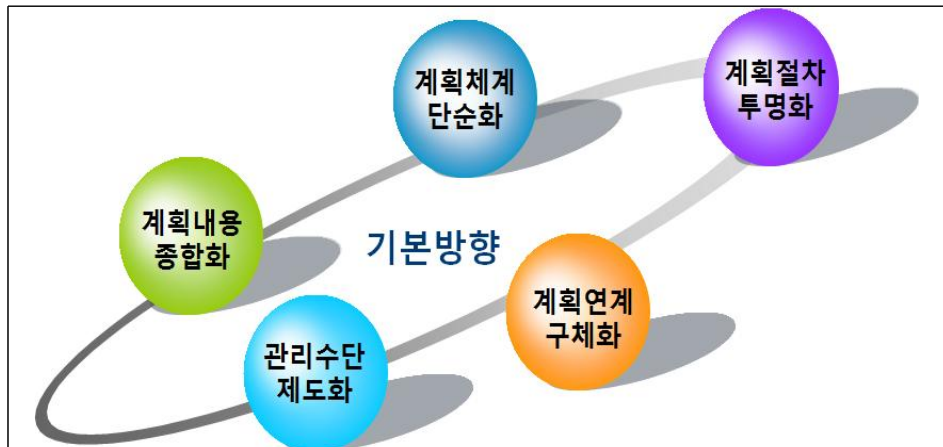 계획체계
단순화
계획절차
투명화
계획내용
종합화
기본방향
계획연계
구체화
관리수단
제도화